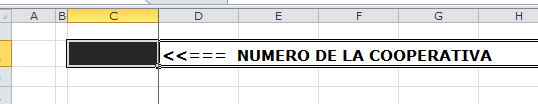 A B C D E F G H
<<=== NUMERO DE LA COOPERATIVA